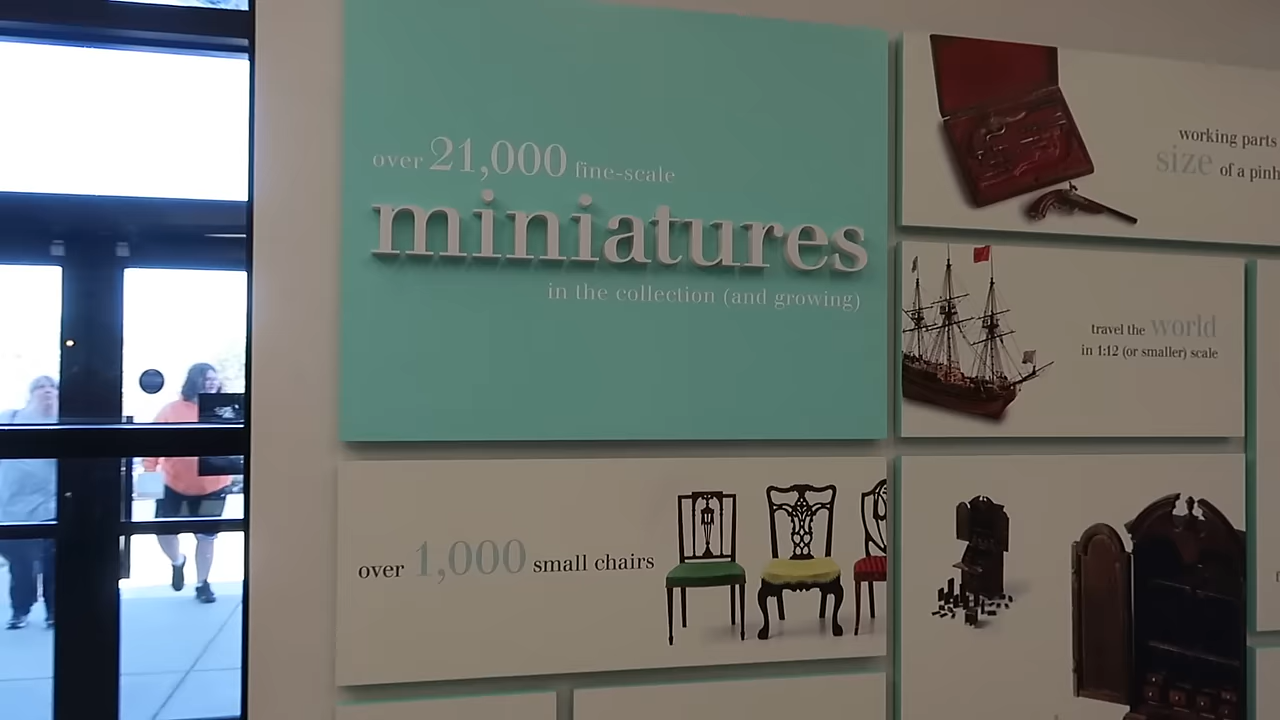 over 21,000 fine-scale
miniatures
in the collection (and growing)
working parts
size of a
travel the world
in 1:12 (or smaller) scale
over 1,000 small chairs